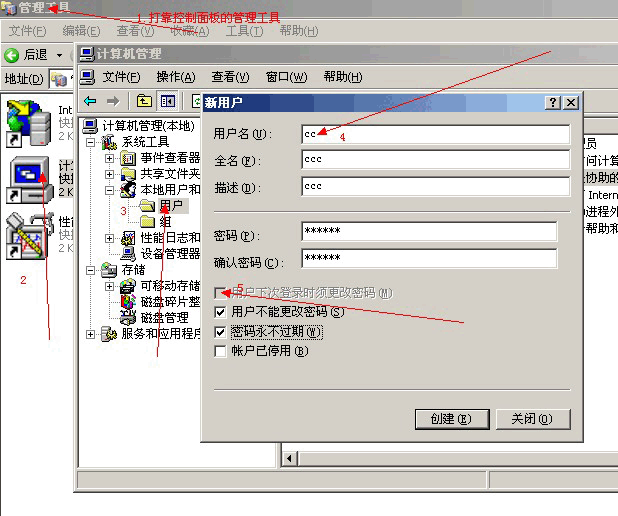 管理工具
1. 打靠控制面板的管理工具
文件(F) 编辑(E) 查看(V) 收藏(A) 工具(T) 帮助(H)
后退
地址(D) 管
计算机管理
文件(F) 操作(A) 查看(V) 窗口(W) 帮助(H)
Int
快捷
2 K
计
快捷
2 K
性能
快捷
2 K
2
计算机管理(本地)
系统工具
事件查看器
共享文件夹
本地用户和
3 用户
组
性能日志和
设备管理器
存储
可移动存储
磁盘碎片整
磁盘管理
服务和应用程序
新用户
用户名(U): cc 4
全名(F): ccc
描述(D): ccc
密码(P): ******
确认密码(C): ******
5
用户下次登录时须更改密码(M)
用户不能更改密码(S)
密码永不过期(W)
帐户已停用(B)
创建(E) 关闭(O)
员
问计算
协助的
Intern
进程外
帮助和